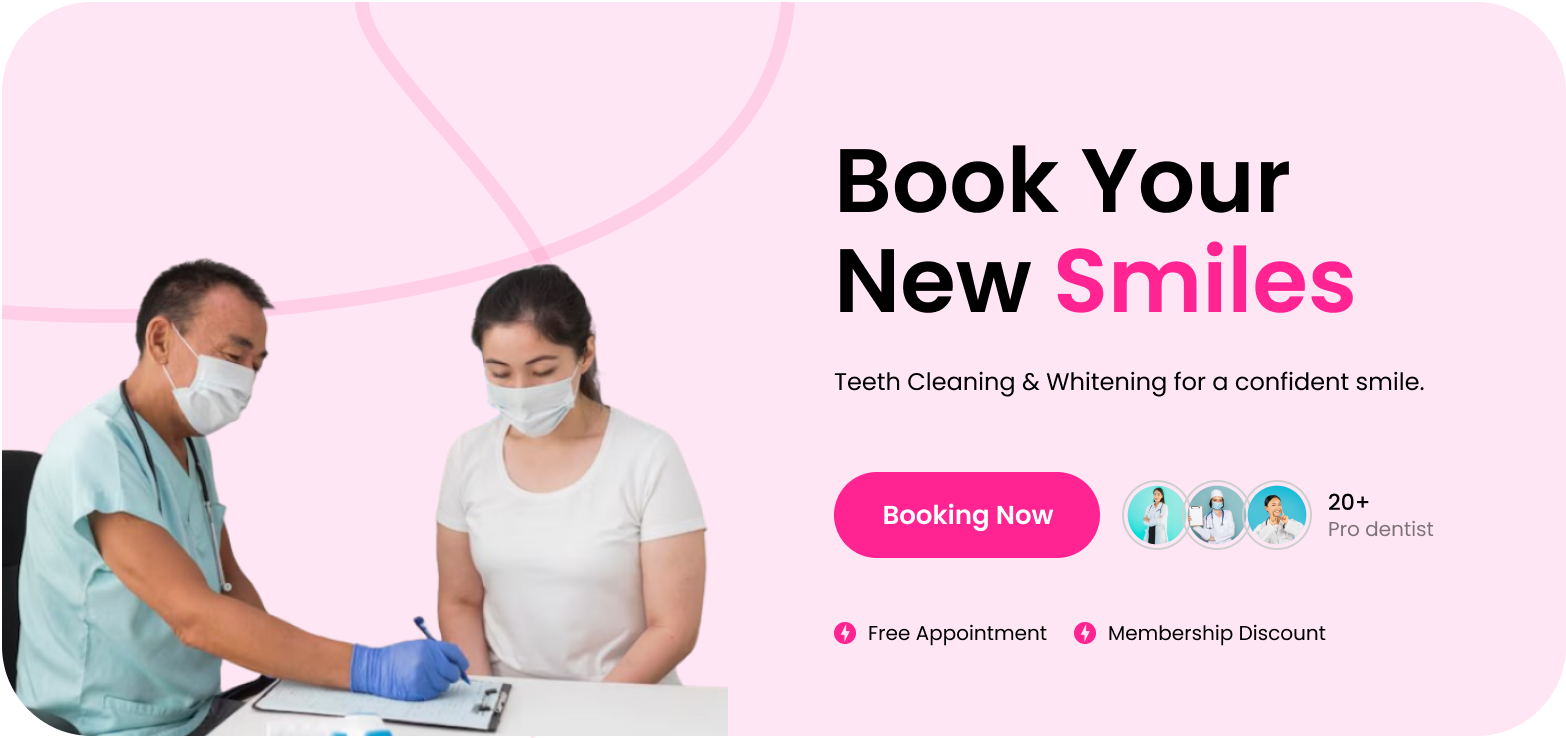 Book Your
New Smiles
Teeth Cleaning & Whitening for a confident smile.
Booking Now
20+
Pro dentist
Free Appointment
Membership Discount